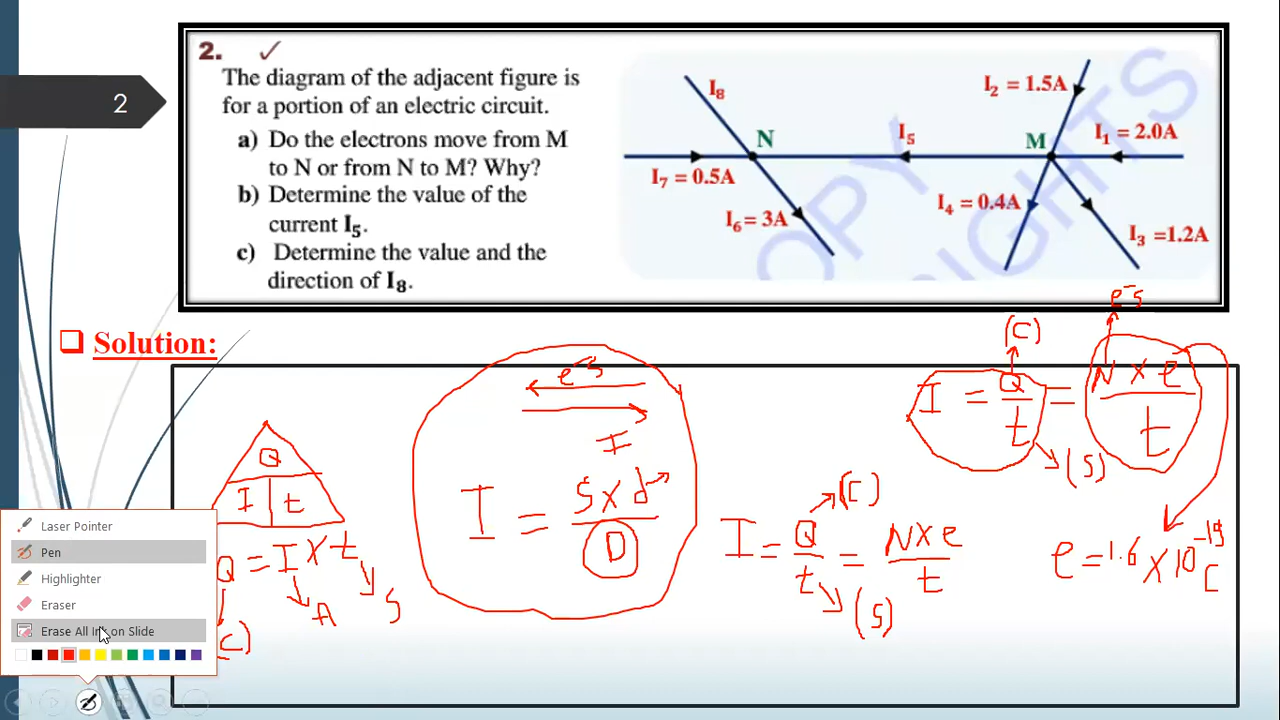 2
2. ✓
The diagram of the adjacent figure is
for a portion of an electric circuit.
a) Do the electrons move from M
to N or from N to M? Why?
b) Determine the value of the
current I₅.
c) Determine the value and the
direction of I₈.
I₈
N
I₇ = 0.5A
I₆ = 3A
I₅
I₂ = 1.5A
M
I₁ = 2.0A
I₄ = 0.4A
I₃ =1.2A
OPY
RIGHTS
❑ Solution:
Q
I | t
Q = I × t
(C)
A
S
e⁻s
I
I = S×d/D
I = Q/t = N×e/t
(C)
(S)
I = Q/t = N×e/t
(C)
(S)
e⁻s
e = 1.6 × 10⁻¹⁹ C
Laser Pointer
Pen
Highlighter
Eraser
Erase All Ink on Slide